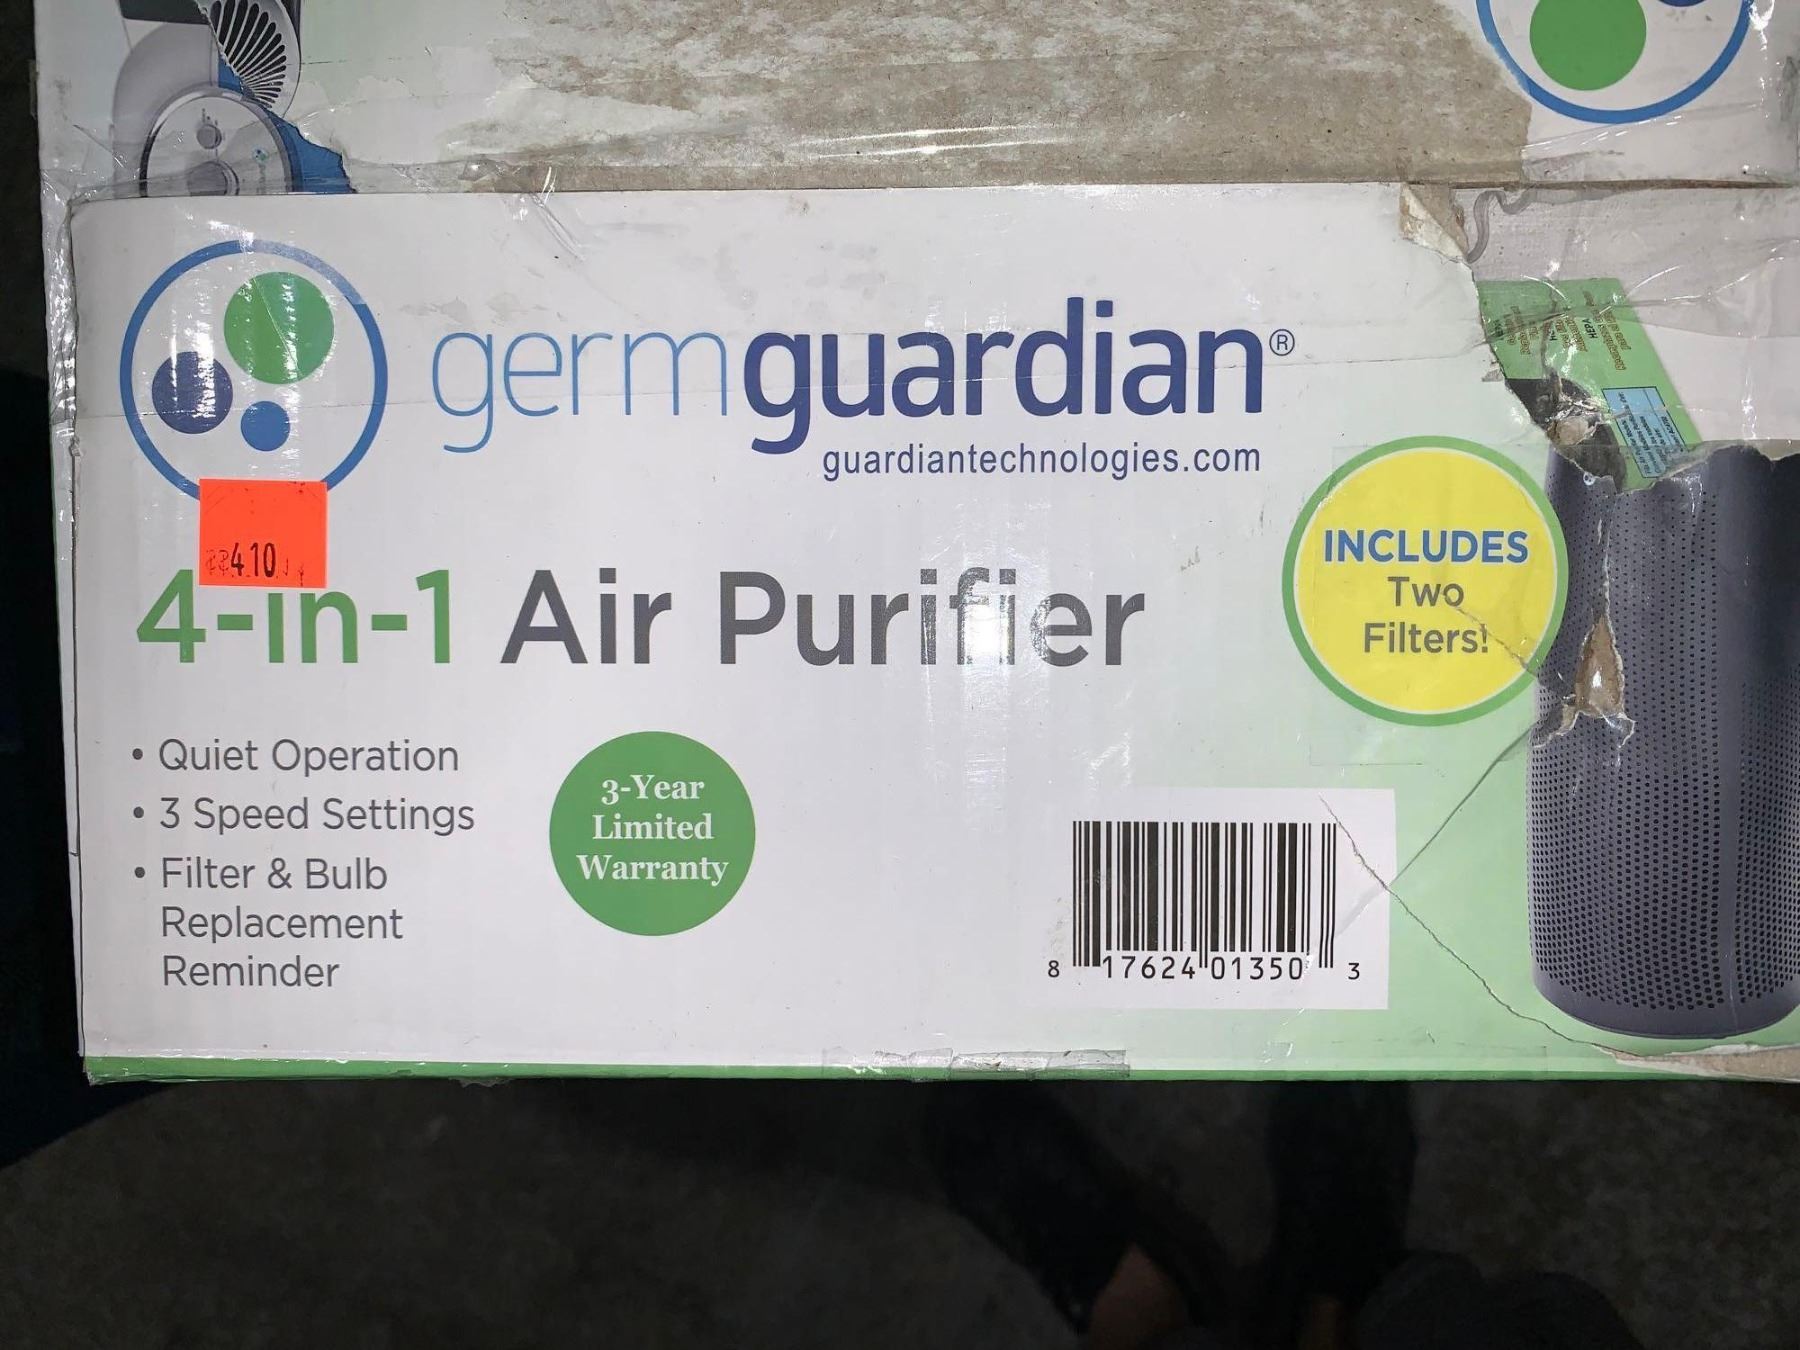 germguardian®
guardiantechnologies.com
4.10
4-in-1 Air Purifier
INCLUDES
Two
Filters!
• Quiet Operation
• 3 Speed Settings
• Filter & Bulb
Replacement
Reminder
3-Year
Limited
Warranty
8 17624 01350 3
HEPA